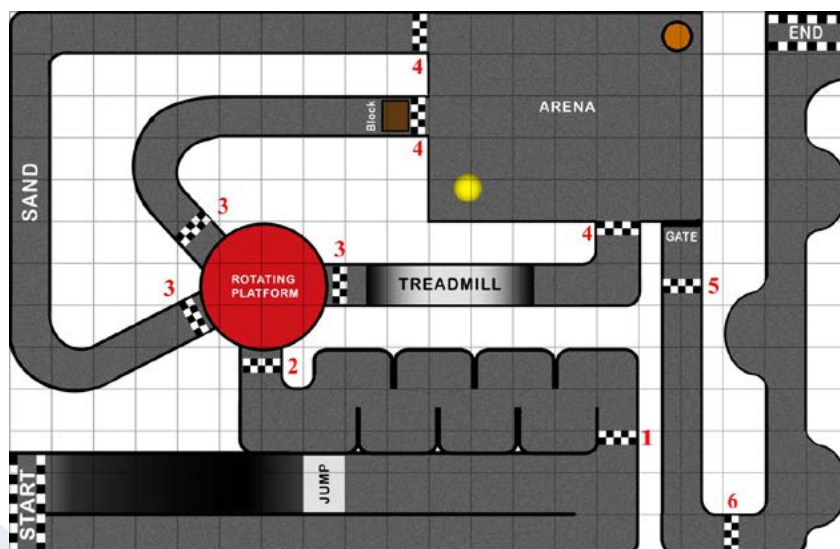 END
4
Block
4
ARENA
SAND
3
3
4
GATE
ROTATING
PLATFORM
TREADMILL
3
5
2
1
START
JUMP
6